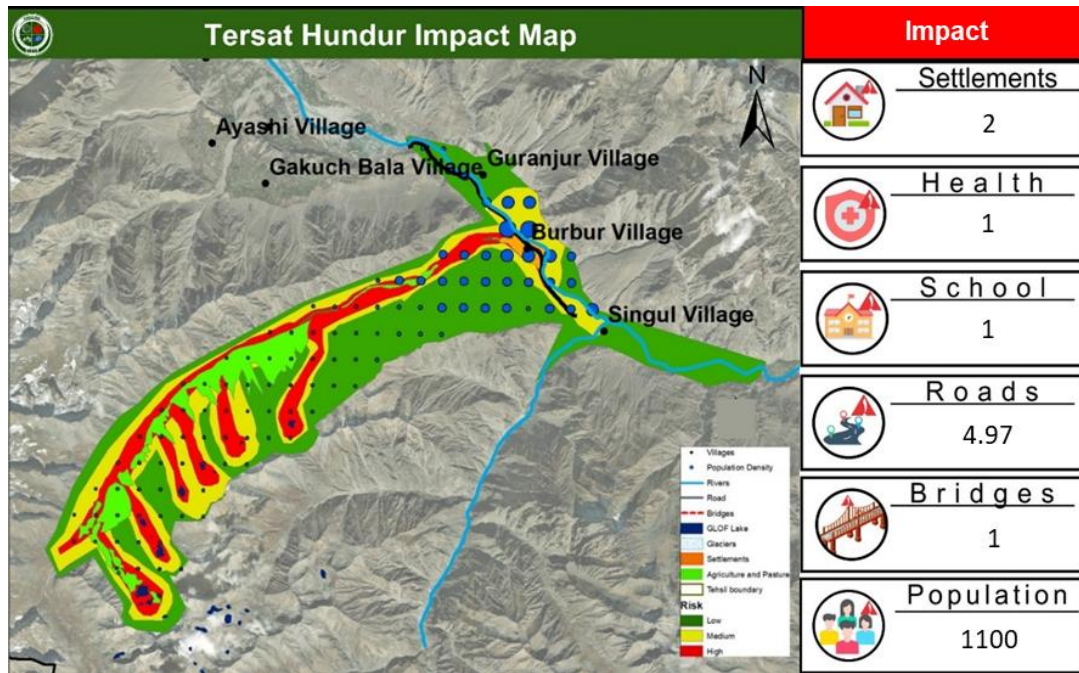 Tersat Hundur Impact Map
N
Ayashi Village
Gakuch Bala Village
Guranjur Village
Burbur Village
Singul Village
Villages
Population Density
Rivers
Road
Bridges
GLOF Lake
Glaciers
Settlements
Agriculture and Pasture
Tehsil boundary
Risk
Low
Medium
High
Impact
Settlements
2
Health
1
School
1
Roads
4.97
Bridges
1
Population
1100